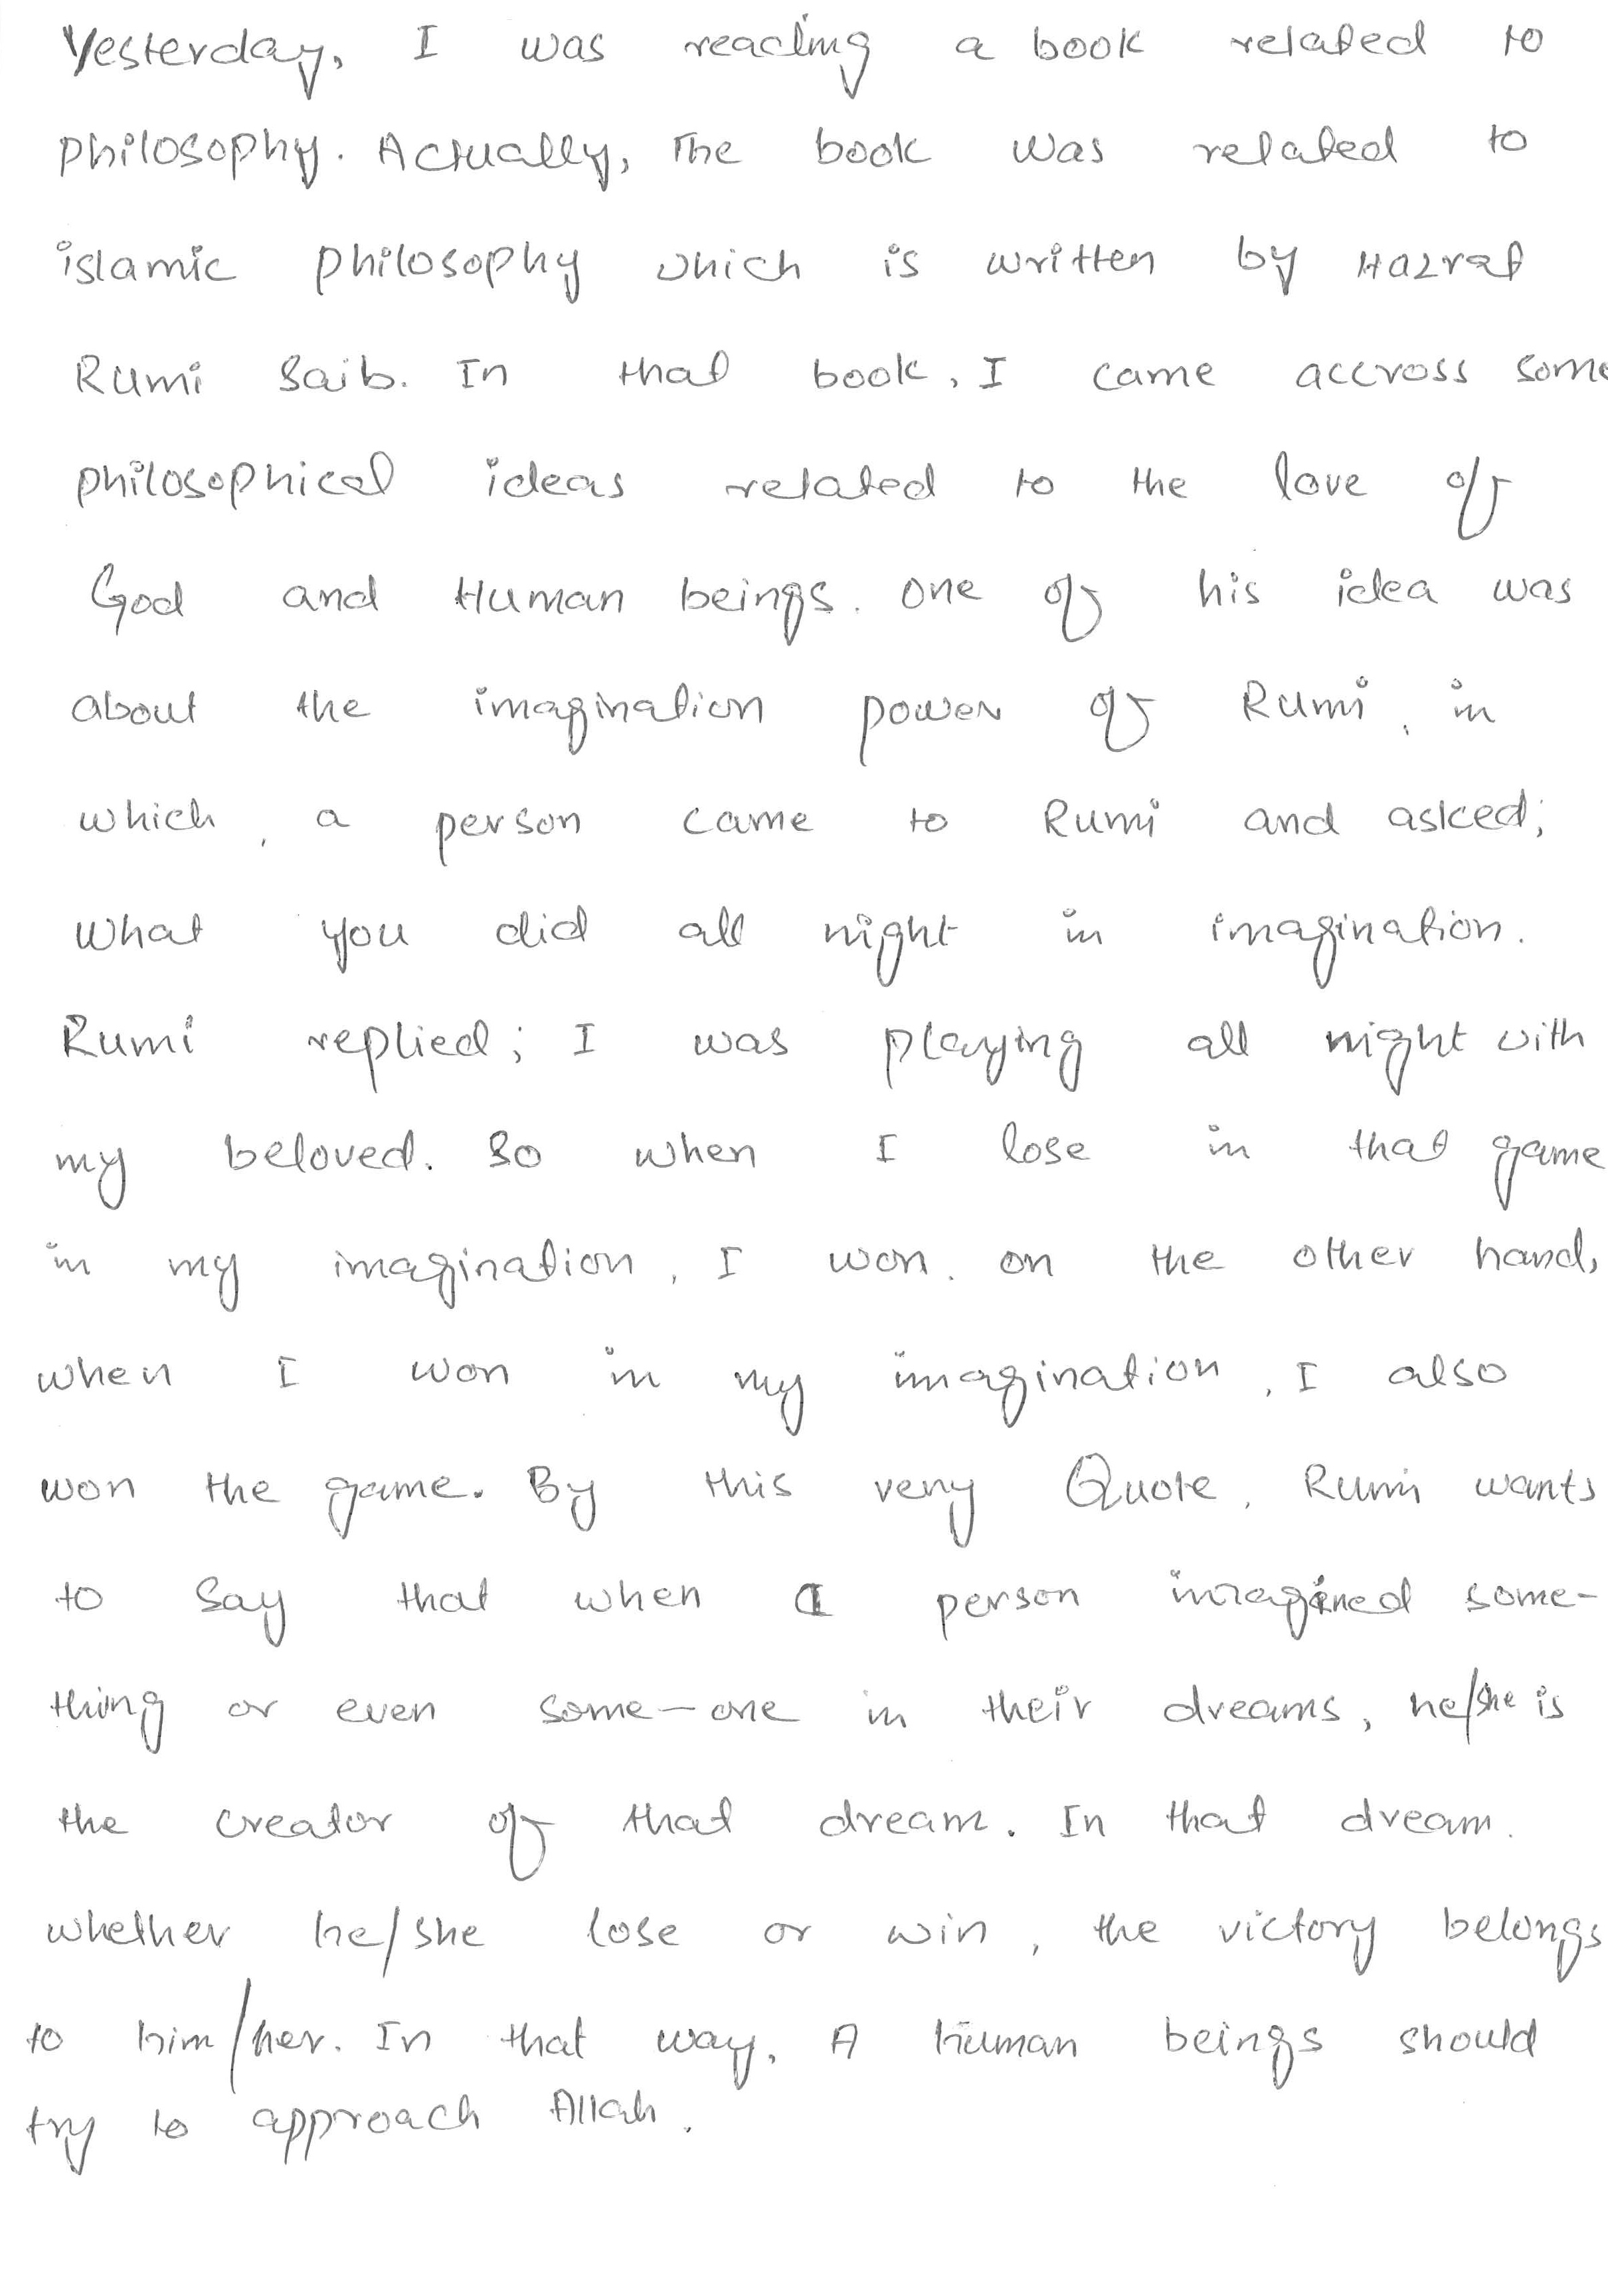 Yesterday, I was reading a book related to
philosophy. Actually, The book was related to
islamic philosophy which is written by Hazrat
Rumi Saib. In that book, I came accross some
philosophical ideas related to the love of
God and Human beings. one of his idea was
about the imagination power of Rumi, in
which, a person came to Rumi and asked;
what you did all night in imagination.
Rumi replied; I was playing all night with
my beloved. So when I lose in that game
in my imagination, I won. on the other hand,
when I won in my imagination, I also
won the game. By this very Quote, Rumi wants
to say that when a person imagined some-
thing or even some-one in their dreams, he/she is
the creator of that dream. In that dream.
whether he/she lose or win, the victory belongs
to him/her. In that way, A human beings should
try to approach Allah.